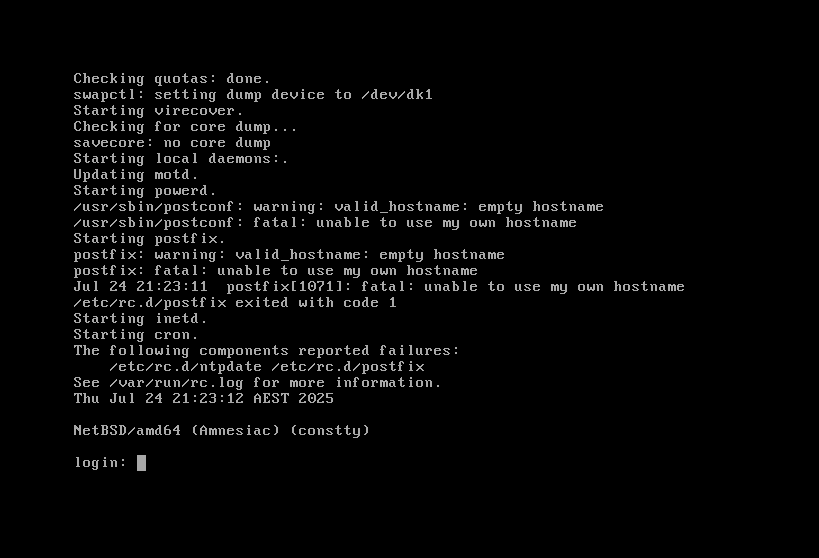 Checking quotas: done.
swapctl: setting dump device to /dev/dk1
Starting virecover.
Checking for core dump...
savecore: no core dump
Starting local daemons:.
Updating motd.
Starting powerd.
/usr/sbin/postconf: warning: valid_hostname: empty hostname
/usr/sbin/postconf: fatal: unable to use my own hostname
Starting postfix.
postfix: warning: valid_hostname: empty hostname
postfix: fatal: unable to use my own hostname
Jul 24 21:23:11  postfix[1071]: fatal: unable to use my own hostname
/etc/rc.d/postfix exited with code 1
Starting inetd.
Starting cron.
The following components reported failures:
    /etc/rc.d/ntpdate /etc/rc.d/postfix
See /var/run/rc.log for more information.
Thu Jul 24 21:23:12 AEST 2025
NetBSD/amd64 (Amnesiac) (constty)
login: